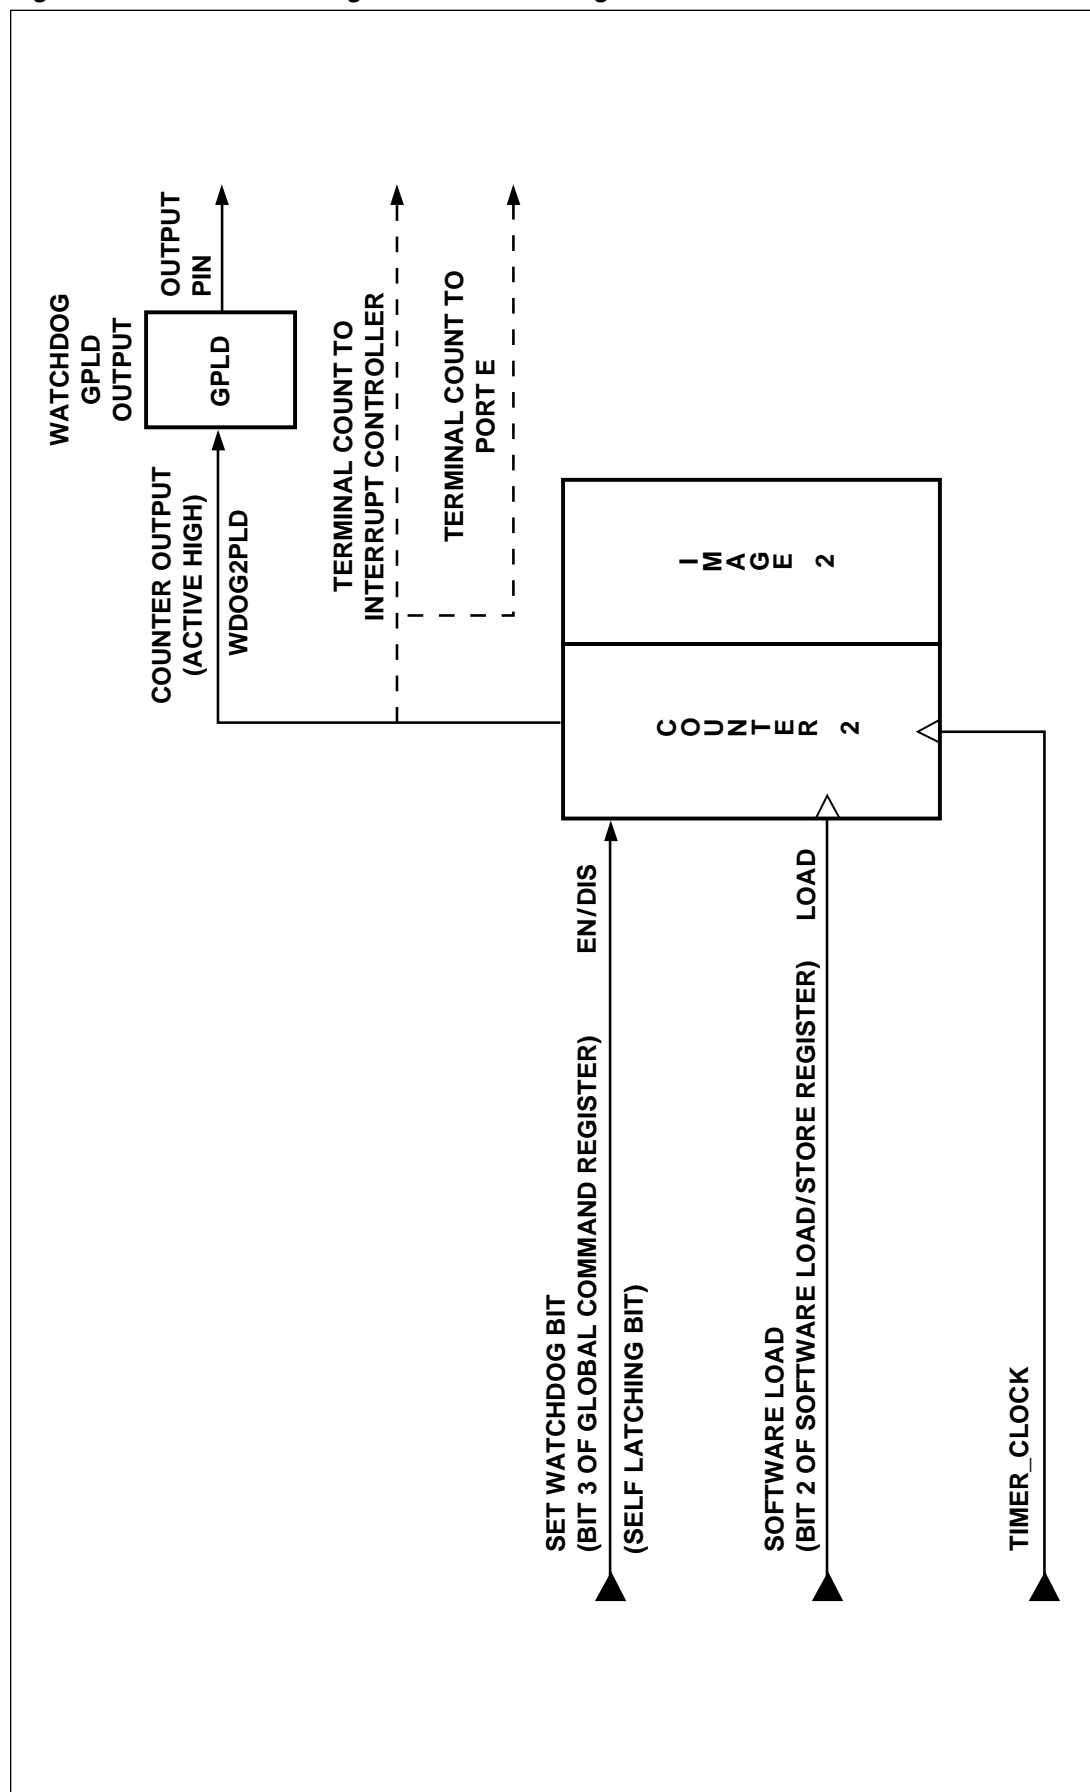 WATCHDOG
GPLD
OUTPUT
OUTPUT
PIN
GPLD
COUNTER OUTPUT
(ACTIVE HIGH)
WDOG2PLD
TERMINAL COUNT TO
INTERRUPT CONTROLLER
TERMINAL COUNT TO
PORT E
COUNTER 2
IMAGE 2
SET WATCHDOG BIT
(BIT 3 OF GLOBAL COMMAND REGISTER)
(SELF LATCHING BIT)
EN/DIS
SOFTWARE LOAD
(BIT 2 OF SOFTWARE LOAD/STORE REGISTER)
LOAD
TIMER_CLOCK